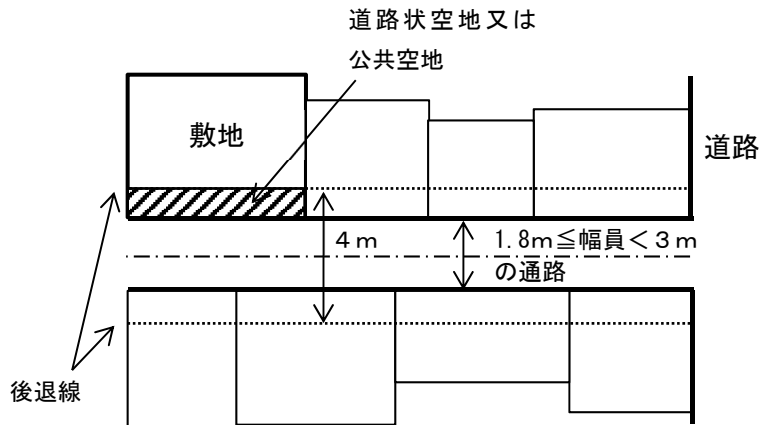 道路状空地又は
公共空地
敷地
道路
4m
1.8m≦幅員<3m
の通路
後退線